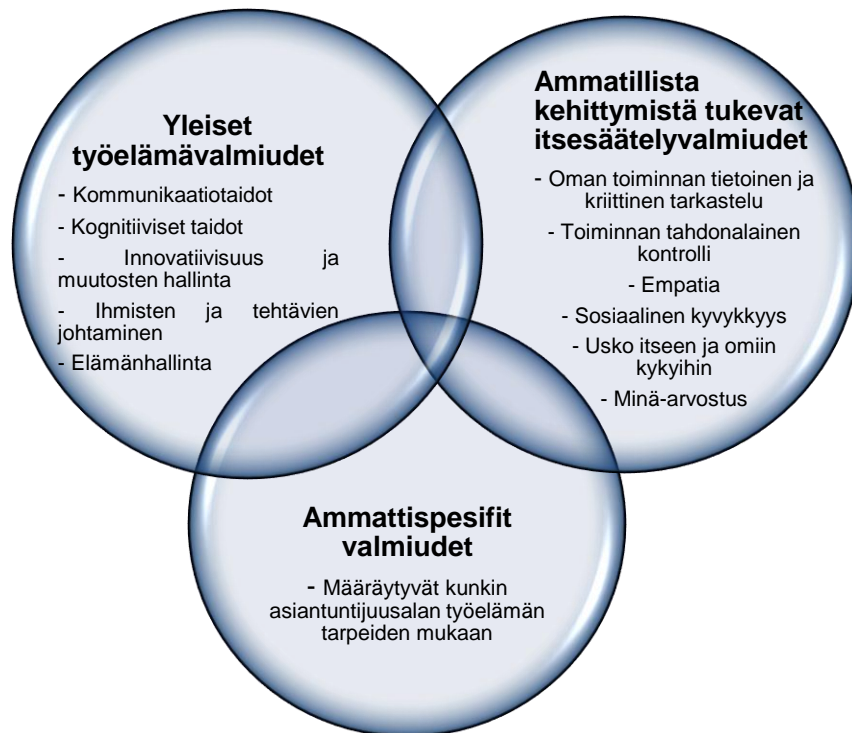 Yleiset
työelämävalmiudet
- Kommunikaatiotaidot
- Kognitiiviset taidot
- Innovatiivisuus ja
muutosten hallinta
- Ihmisten ja tehtävien
johtaminen
- Elämänhallinta
Ammatillista
kehittymistä tukevat
itsesäätelyvalmiudet
- Oman toiminnan tietoinen ja
kriittinen tarkastelu
- Toiminnan tahdonalainen
kontrolli
- Empatia
- Sosiaalinen kyvykkyys
- Usko itseen ja omiin
kykyihin
- Minä-arvostus
Ammattispesifit
valmiudet
- Määräytyvät kunkin
asiantuntijuusalan työelämän
tarpeiden mukaan